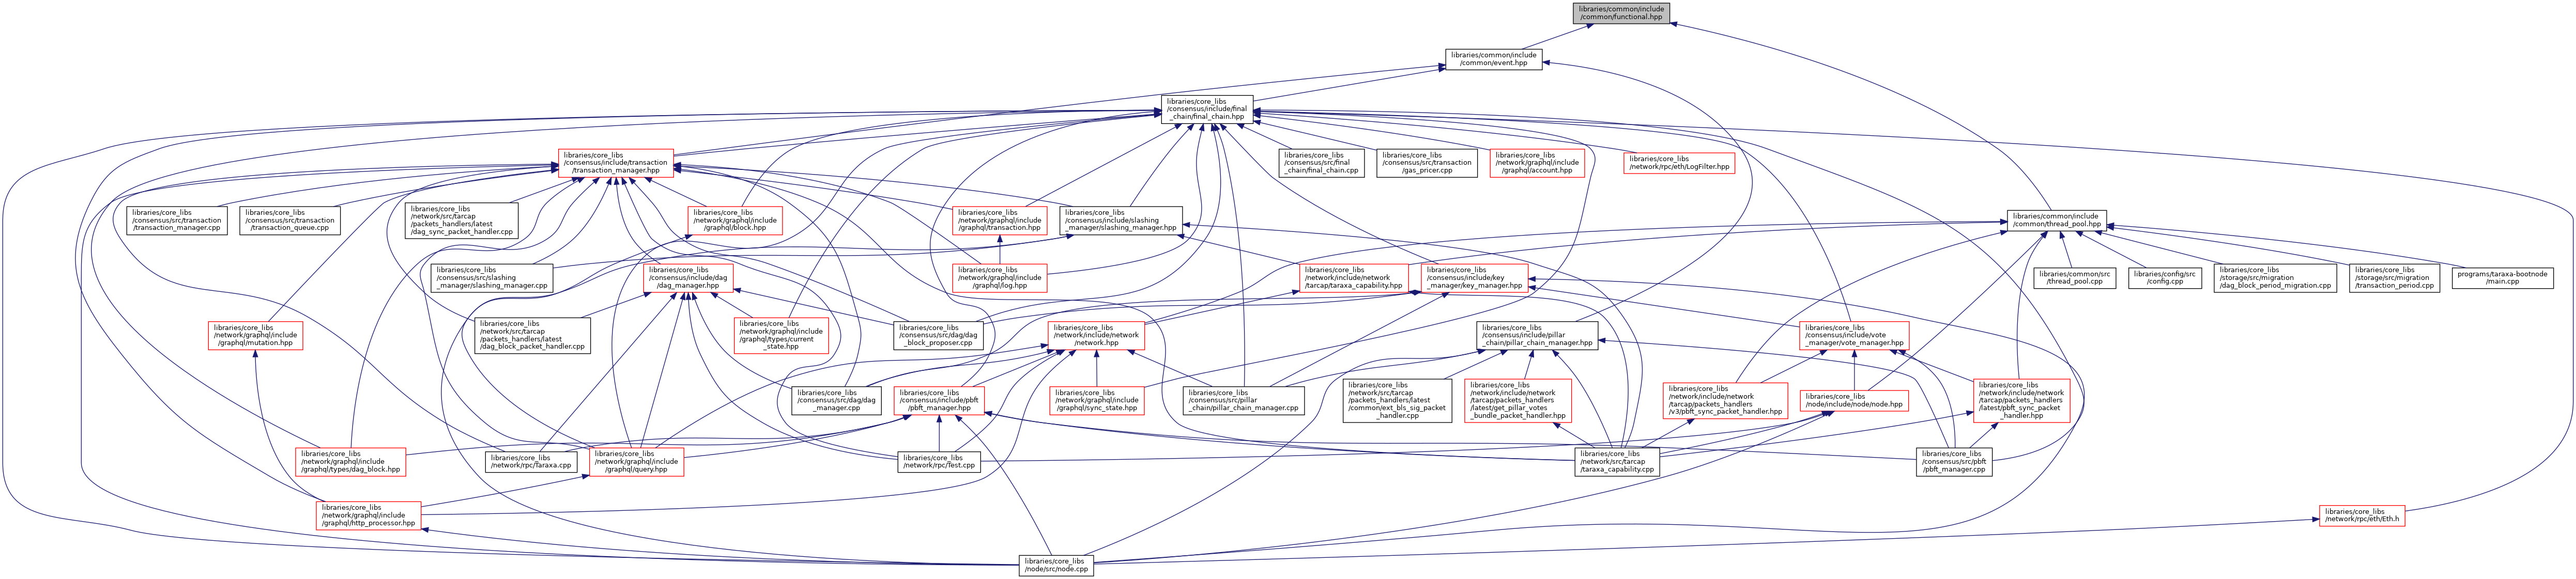 libraries/common/include
/common/functional.hpp
libraries/common/include
/common/event.hpp
libraries/core_libs
/consensus/include/final
_chain/final_chain.hpp
libraries/core_libs
/consensus/include/transaction
/transaction_manager.hpp
libraries/core_libs
/consensus/src/final
_chain/final_chain.cpp
libraries/core_libs
/consensus/src/transaction
/gas_pricer.cpp
libraries/core_libs
/network/graphql/include
/graphql/account.hpp
libraries/core_libs
/network/rpc/eth/LogFilter.hpp
libraries/core_libs
/consensus/src/transaction
/transaction_manager.cpp
libraries/core_libs
/consensus/src/transaction
/transaction_queue.cpp
libraries/core_libs
/network/src/tarcap
/packets_handlers/latest
/dag_sync_packet_handler.cpp
libraries/core_libs
/network/graphql/include
/graphql/block.hpp
libraries/core_libs
/network/graphql/include
/graphql/transaction.hpp
libraries/core_libs
/consensus/include/slashing
_manager/slashing_manager.hpp
libraries/common/include
/common/thread_pool.hpp
libraries/core_libs
/consensus/src/slashing
_manager/slashing_manager.cpp
libraries/core_libs
/consensus/include/dag
/dag_manager.hpp
libraries/core_libs
/network/graphql/include
/graphql/log.hpp
libraries/core_libs
/network/include/network
/tarcap/taraxa_capability.hpp
libraries/core_libs
/consensus/include/key
_manager/key_manager.hpp
libraries/common/src
/thread_pool.cpp
libraries/config/src
/config.cpp
libraries/core_libs
/storage/src/migration
/dag_block_period_migration.cpp
libraries/core_libs
/storage/src/migration
/transaction_period.cpp
programs/taraxa-bootnode
/main.cpp
libraries/core_libs
/network/graphql/include
/graphql/mutation.hpp
libraries/core_libs
/network/src/tarcap
/packets_handlers/latest
/dag_block_packet_handler.cpp
libraries/core_libs
/network/graphql/include
/graphql/types/current
_state.hpp
libraries/core_libs
/consensus/src/dag/dag
_block_proposer.cpp
libraries/core_libs
/network/include/network
/network.hpp
libraries/core_libs
/consensus/include/pillar
_chain/pillar_chain_manager.hpp
libraries/core_libs
/consensus/include/vote
_manager/vote_manager.hpp
libraries/core_libs
/consensus/src/dag/dag
_manager.cpp
libraries/core_libs
/consensus/include/pbft
/pbft_manager.hpp
libraries/core_libs
/network/graphql/include
/graphql/sync_state.hpp
libraries/core_libs
/consensus/src/pillar
_chain/pillar_chain_manager.cpp
libraries/core_libs
/network/src/tarcap
/packets_handlers/latest
/common/ext_bls_sig_packet
_handler.cpp
libraries/core_libs
/network/include/network
/tarcap/packets_handlers
/latest/get_pillar_votes
_bundle_packet_handler.hpp
libraries/core_libs
/network/include/network
/tarcap/packets_handlers
/v3/pbft_sync_packet_handler.hpp
libraries/core_libs
/node/include/node/node.hpp
libraries/core_libs
/network/include/network
/tarcap/packets_handlers
/latest/pbft_sync_packet
_handler.hpp
libraries/core_libs
/network/graphql/include
/graphql/types/dag_block.hpp
libraries/core_libs
/network/rpc/Taraxa.cpp
libraries/core_libs
/network/graphql/include
/graphql/query.hpp
libraries/core_libs
/network/rpc/Test.cpp
libraries/core_libs
/network/src/tarcap
/taraxa_capability.cpp
libraries/core_libs
/consensus/src/pbft
/pbft_manager.cpp
libraries/core_libs
/network/graphql/include
/graphql/http_processor.hpp
libraries/core_libs
/network/rpc/eth/Eth.h
libraries/core_libs
/node/src/node.cpp